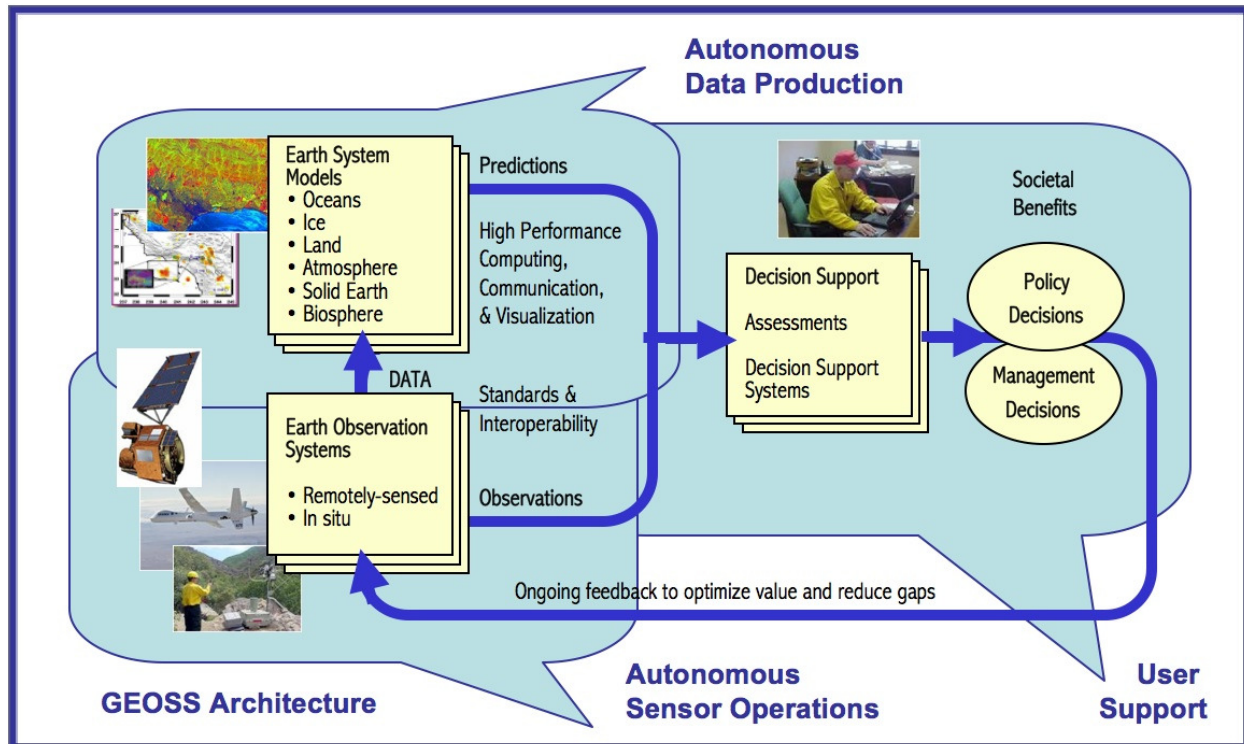 Autonomous
Data Production
Earth System
Models
• Oceans
• Ice
• Land
• Atmosphere
• Solid Earth
• Biosphere
Predictions
High Performance
Computing,
Communication,
& Visualization
Societal
Benefits
Decision Support
Assessments
Decision Support
Systems
Policy
Decisions
Management
Decisions
DATA
Standards &
Interoperability
Earth Observation
Systems
• Remotely-sensed
• In situ
Observations
Ongoing feedback to optimize value and reduce gaps
GEOSS Architecture
Autonomous
Sensor Operations
User
Support